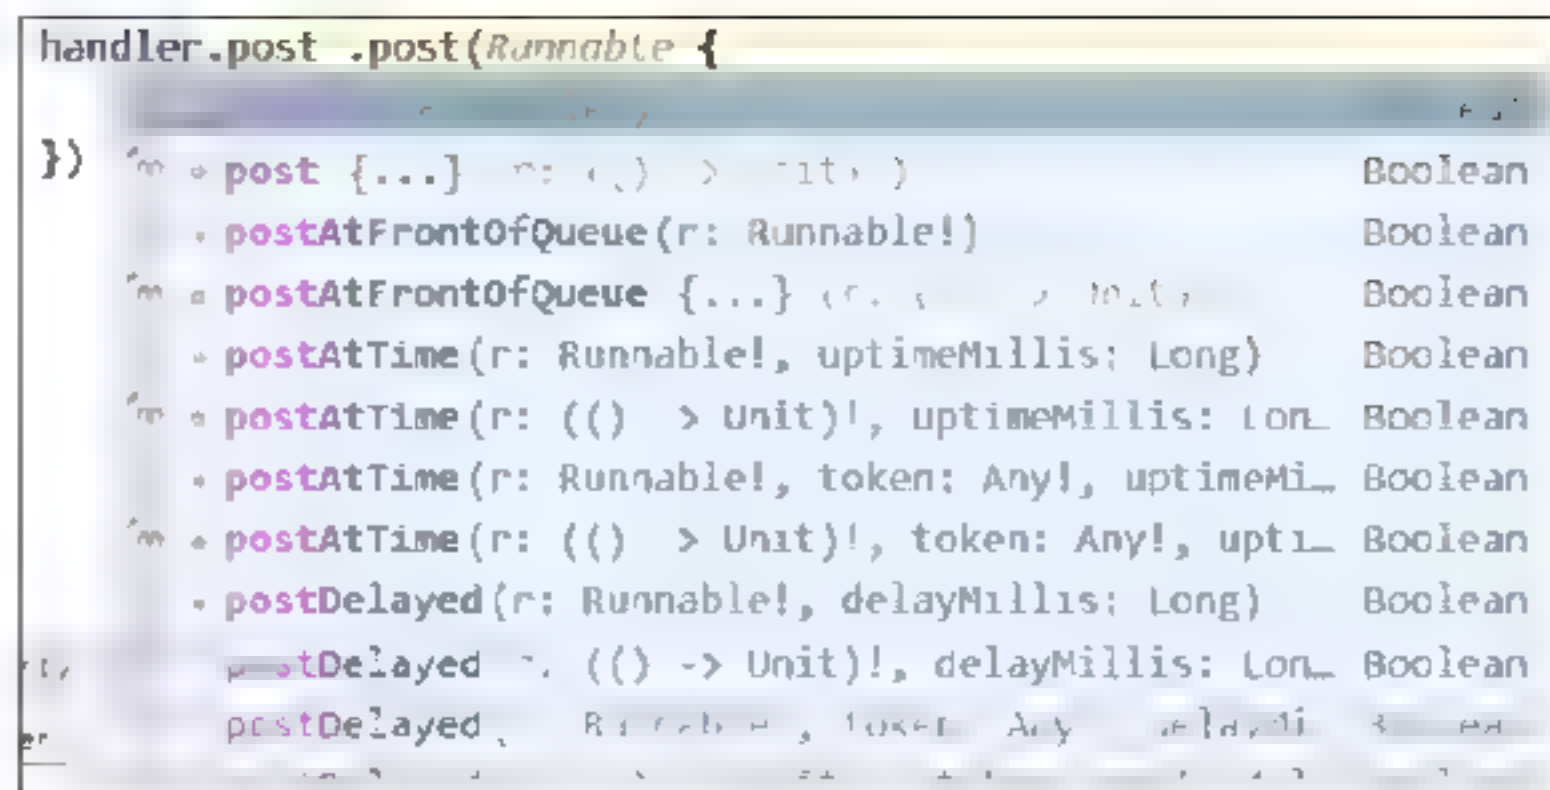 handler.post .post(Runnable {
})
post {...} Boolean
postAtFrontOfQueue(r: Runnable!) Boolean
postAtFrontOfQueue {...} Boolean
postAtTime(r: Runnable!, uptimeMillis: Long) Boolean
postAtTime(r: (() > Unit)!, uptimeMillis: Lon… Boolean
postAtTime(r: Runnable!, token: Any!, uptimeMi… Boolean
postAtTime(r: (() > Unit)!, token: Any!, upti… Boolean
postDelayed(r: Runnable!, delayMillis: Long) Boolean
postDelayed (() -> Unit)!, delayMillis: Lon… Boolean
postDelayed